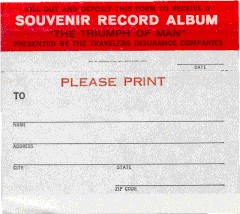 FILL OUT AND DEPOSIT THIS FORM TO RECEIVE A
SOUVENIR RECORD ALBUM
"THE TRIUMPH OF MAN"
PRESENTED BY THE TRAVELERS INSURANCE COMPANIES
DATE
PLEASE PRINT
TO
NAME
ADDRESS
CITY STATE
ZIP CODE